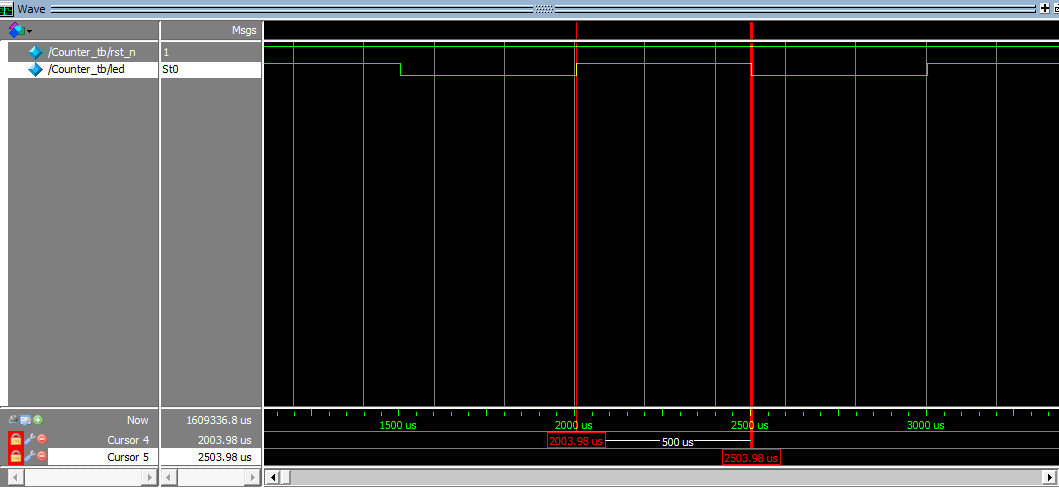 Wave
Msgs
/Counter_tb/rst_n 1
/Counter_tb/led St0
Now 1609336.8 us
1500 us 2000 us 2500 us 3000 us
Cursor 4 2003.98 us
2003.98 us 500 us
Cursor 5 2503.98 us
2503.98 us